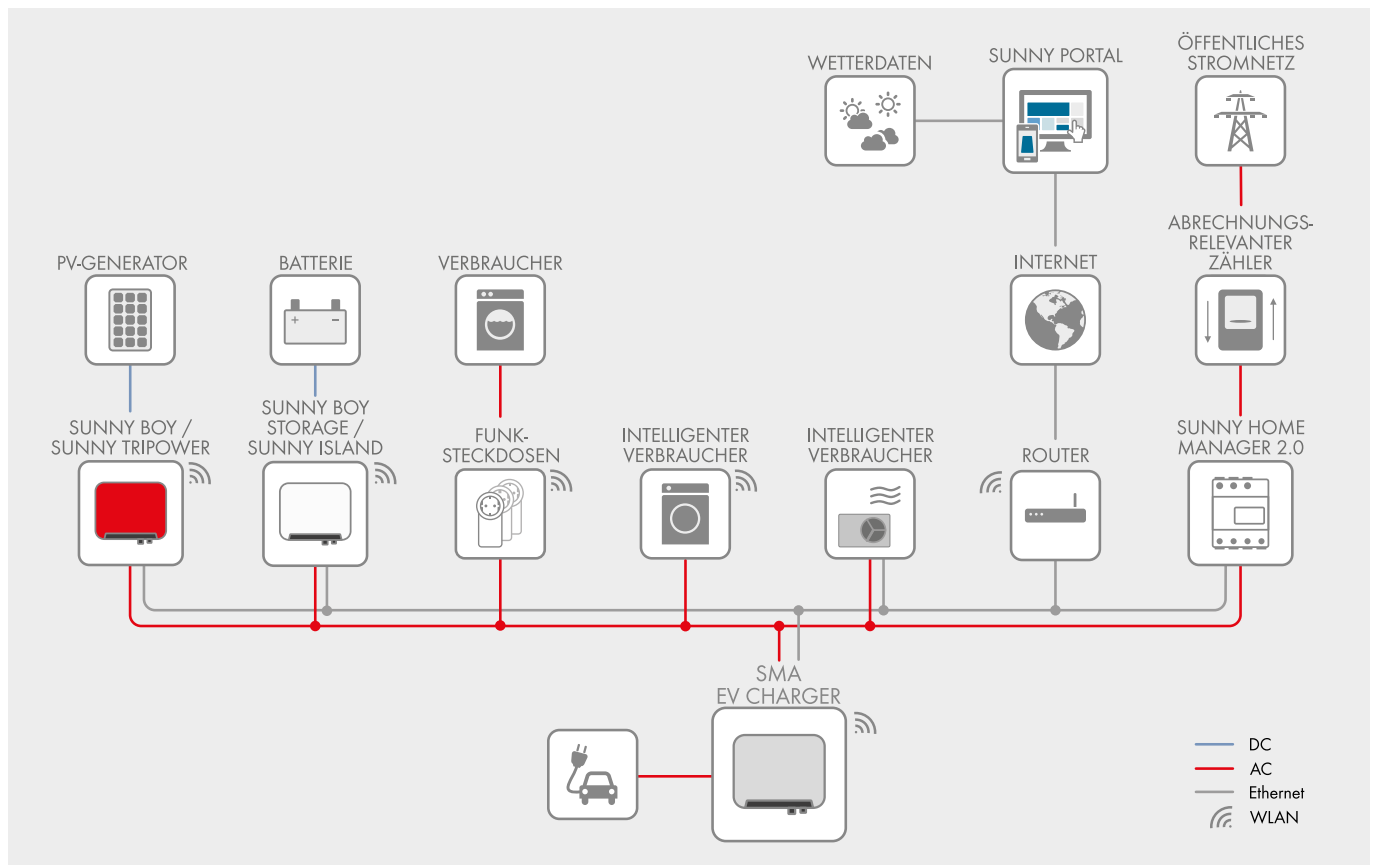 WETTERDATEN
SUNNY PORTAL
ÖFFENTLICHES
STROMNETZ
PV-GENERATOR
BATTERIE
VERBRAUCHER
INTERNET
ABRECHNUNGS-
RELEVANTER
ZÄHLER
SUNNY BOY /
SUNNY TRIPOWER
SUNNY BOY
STORAGE /
SUNNY ISLAND
FUNK-
STECKDOSEN
INTELLIGENTER
VERBRAUCHER
INTELLIGENTER
VERBRAUCHER
ROUTER
SUNNY HOME
MANAGER 2.0
SMA
EV CHARGER
DC
AC
Ethernet
WLAN